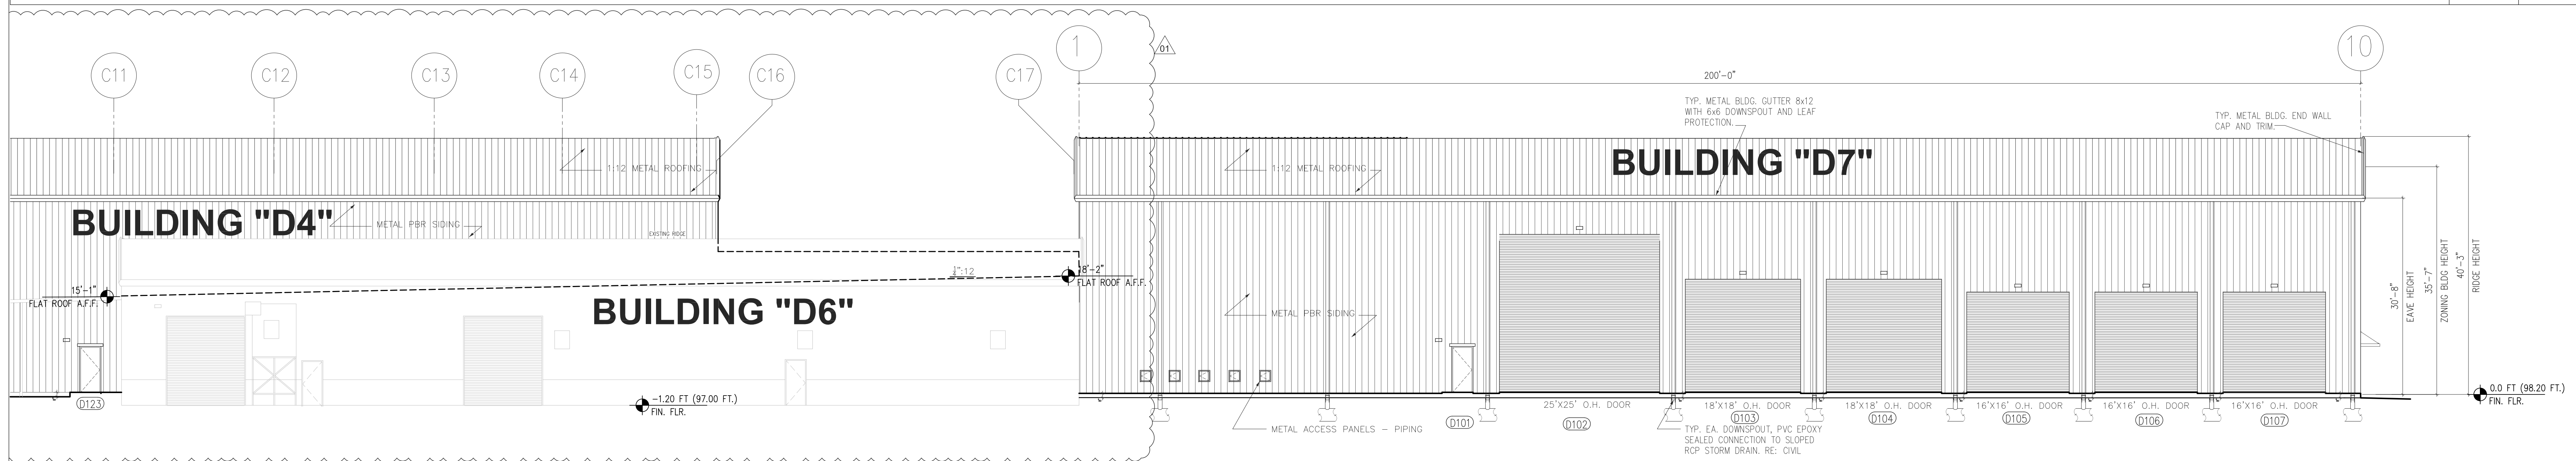 C11
C12
C13
C14
C15
C16
C17
1
01
10
200'-0"
TYP. METAL BLDG. GUTTER 8x12
WITH 6x6 DOWNSPOUT AND LEAF
PROTECTION.
TYP. METAL BLDG. END WALL
CAP AND TRIM.
1:12 METAL ROOFING
1:12 METAL ROOFING
BUILDING "D7"
BUILDING "D4"
METAL PBR SIDING
EXISTING RIDGE
15'-1"
FLAT ROOF A.F.F.
:12
8'-2"
FLAT ROOF A.F.F.
BUILDING "D6"
METAL PBR SIDING
30'-8"
EAVE HEIGHT
35'-7"
ZONING BLDG HEIGHT
40'-3"
RIDGE HEIGHT
D123
-1.20 FT (97.00 FT.)
FIN. FLR.
0.0 FT (98.20 FT.)
FIN. FLR.
25'X25' O.H. DOOR
18'X18' O.H. DOOR
18'X18' O.H. DOOR
16'X16' O.H. DOOR
16'X16' O.H. DOOR
16'X16' O.H. DOOR
D101
D102
D103
D104
D105
D106
D107
METAL ACCESS PANELS – PIPING
TYP. EA. DOWNSPOUT, PVC EPOXY
SEALED CONNECTION TO SLOPED
RCP STORM DRAIN. RE: CIVIL